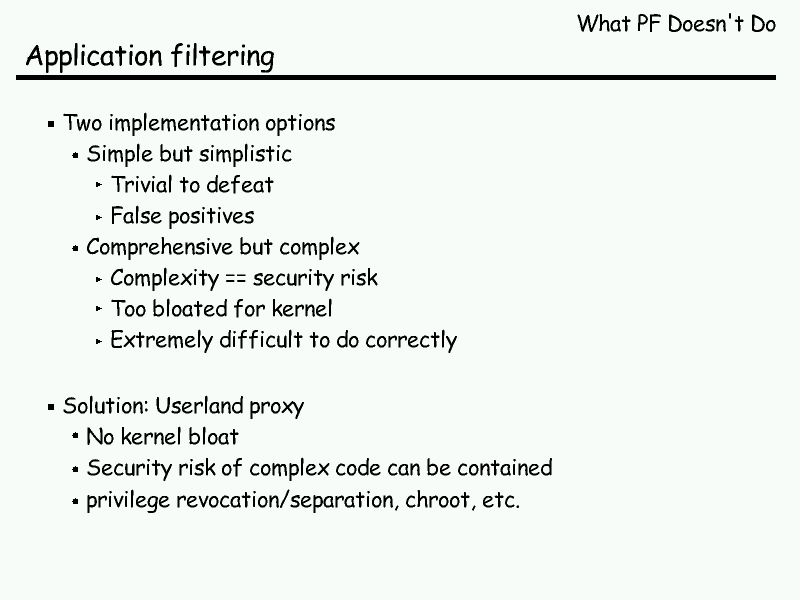 What PF Doesn't Do
Application filtering
Two implementation options
Simple but simplistic
Trivial to defeat
False positives
Comprehensive but complex
Complexity == security risk
Too bloated for kernel
Extremely difficult to do correctly
Solution: Userland proxy
No kernel bloat
Security risk of complex code can be contained
privilege revocation/separation, chroot, etc.